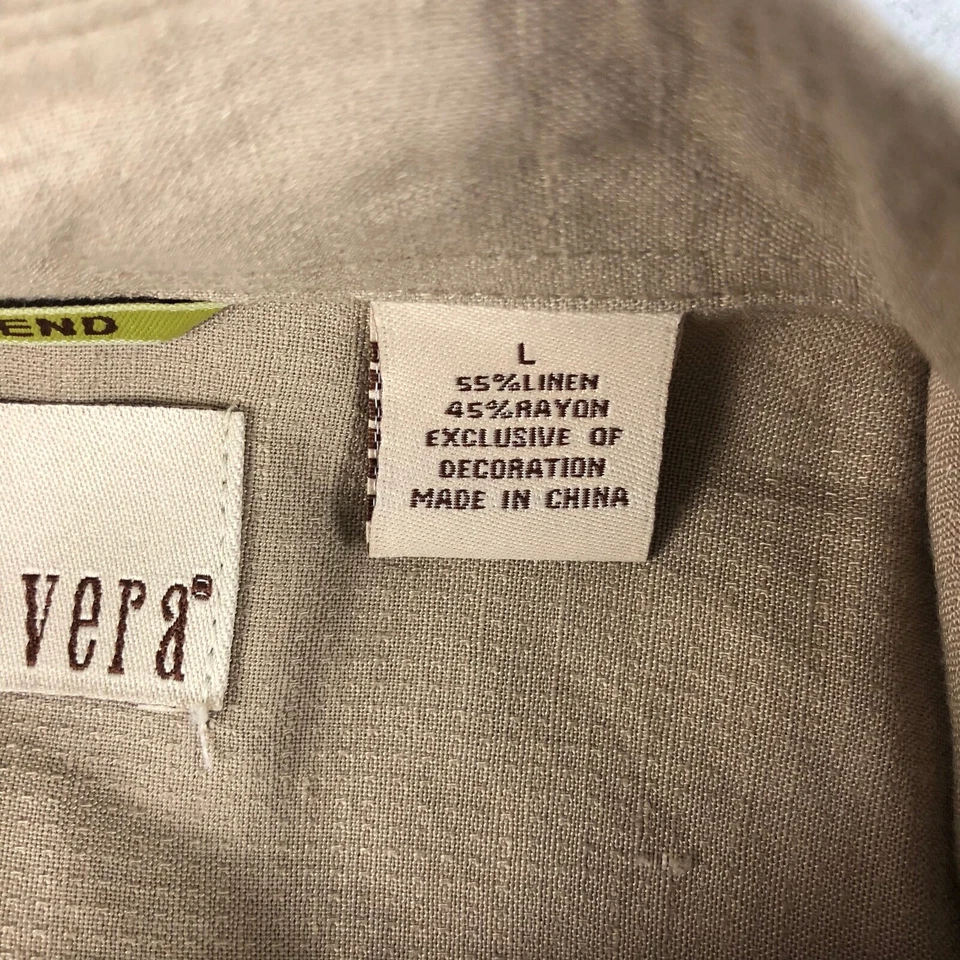 END
L
55%LINEN
45%RAYON
EXCLUSIVE OF
DECORATION
MADE IN CHINA
vera